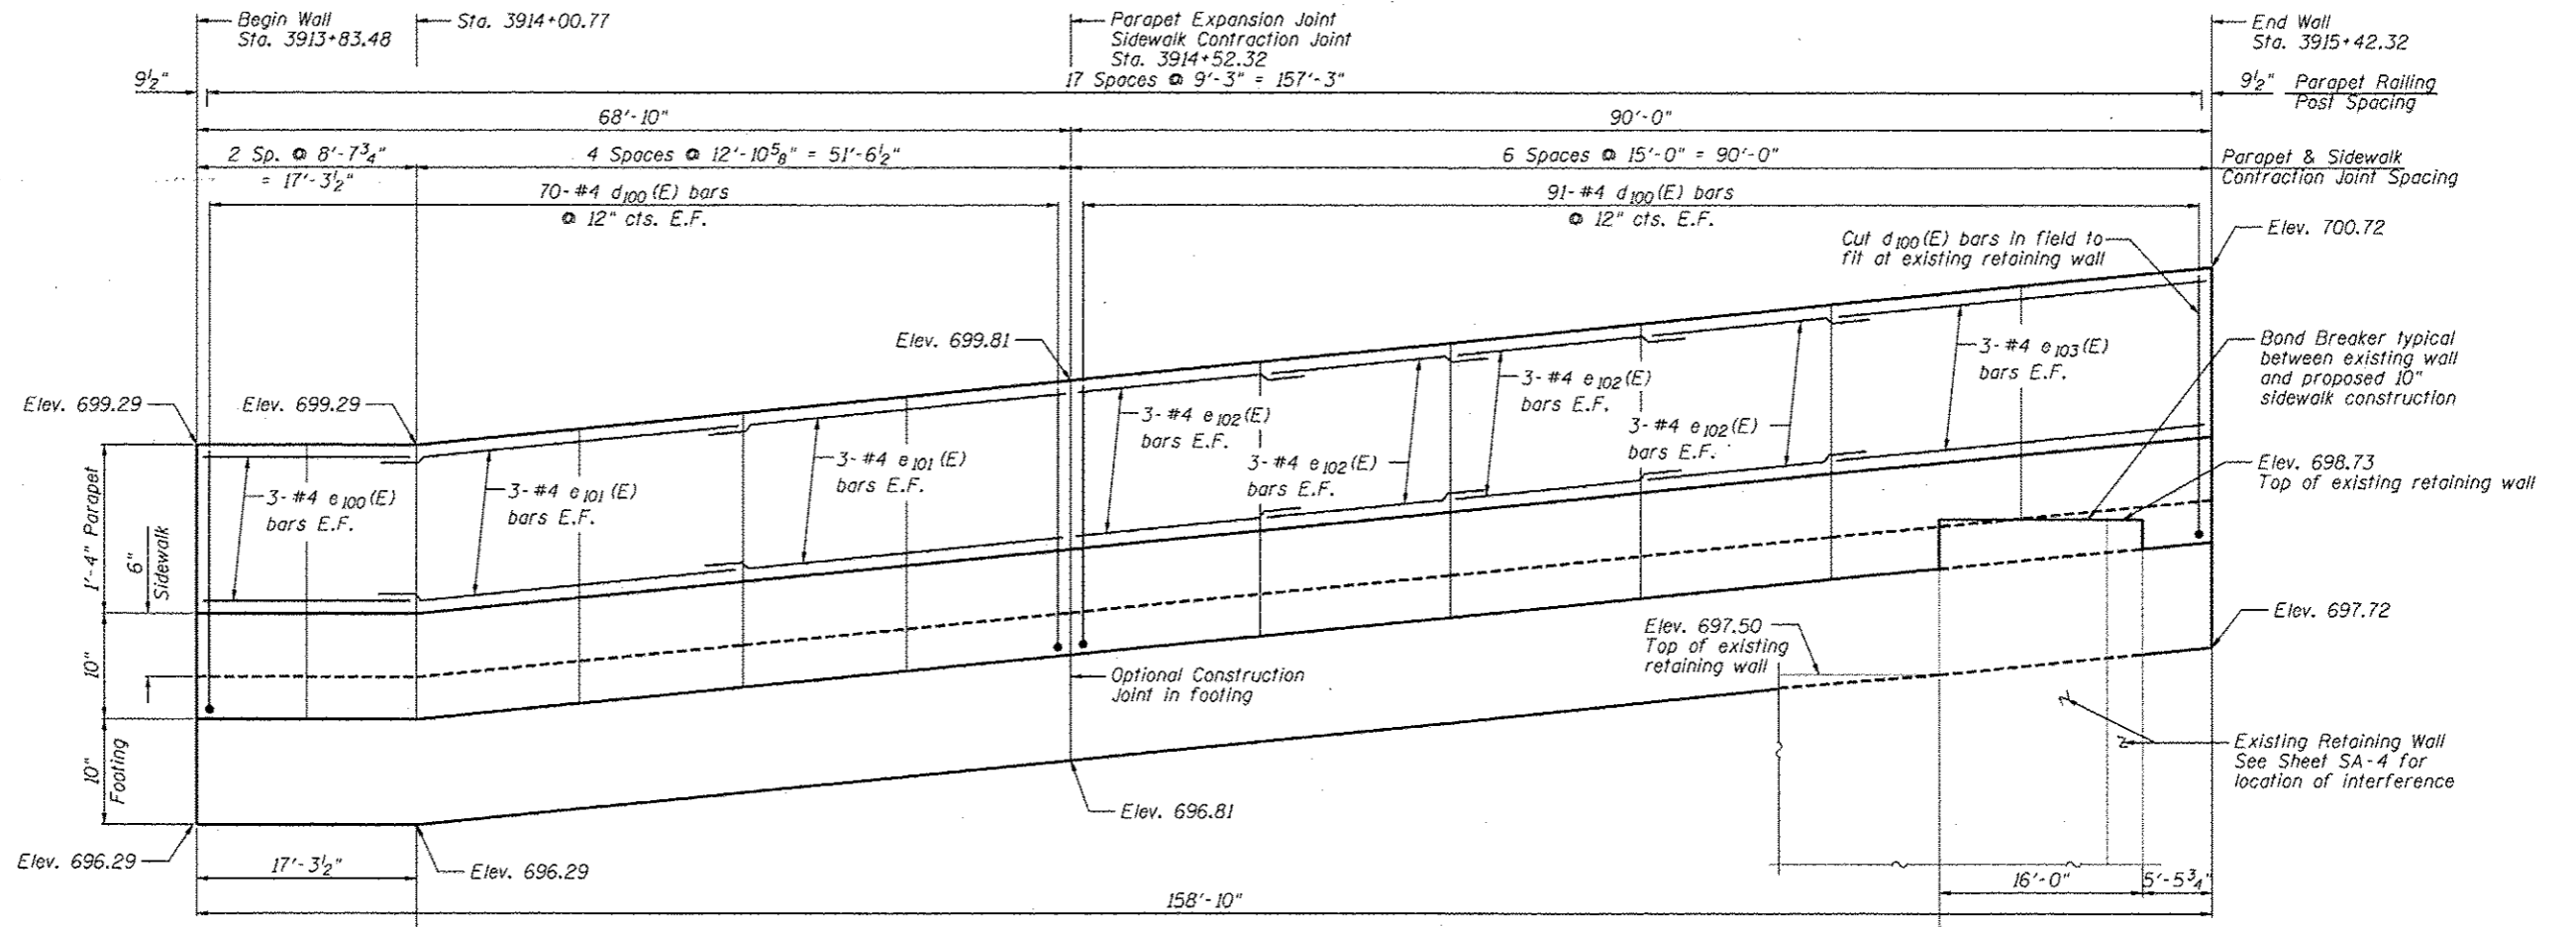 Begin Wall
Sta. 3913+83.48
Sta. 3914+00.77
Parapet Expansion Joint
Sidewalk Contraction Joint
Sta. 3914+52.32
End Wall
Sta. 3915+42.32
9½"
17 Spaces @ 9'-3" = 157'-3"
9½"
Parapet Railing
Post Spacing
68'-10"
90'-0"
2 Sp. @ 8'-7¾"
= 17'-3½"
4 Spaces @ 12'-10⅝" = 51'-6½"
6 Spaces @ 15'-0" = 90'-0"
Parapet & Sidewalk
Contraction Joint Spacing
70-#4 d100(E) bars
@ 12" cts. E.F.
91-#4 d100(E) bars
@ 12" cts. E.F.
Cut d100(E) bars in field to
fit at existing retaining wall
Elev. 700.72
Elev. 699.81
Bond Breaker typical
between existing wall
and proposed 10"
sidewalk construction
Elev. 699.29
Elev. 699.29
3-#4 e100(E)
bars E.F.
3-#4 e101(E)
bars E.F.
3-#4 e101(E)
bars E.F.
3-#4 e102(E)
bars E.F.
3-#4 e102(E)
bars E.F.
3-#4 e102(E)
bars E.F.
3-#4 e102(E)
bars E.F.
3-#4 e103(E)
bars E.F.
Elev. 698.73
Top of existing retaining wall
1'-4" Parapet
6"
Sidewalk
10"
10"
Footing
Elev. 697.50
Top of existing
retaining wall
Elev. 697.72
Optional Construction
Joint in footing
Existing Retaining Wall
See Sheet SA-4 for
location of interference
Elev. 696.81
Elev. 696.29
Elev. 696.29
17'-3½"
16'-0"
5'-5¾"
158'-10"